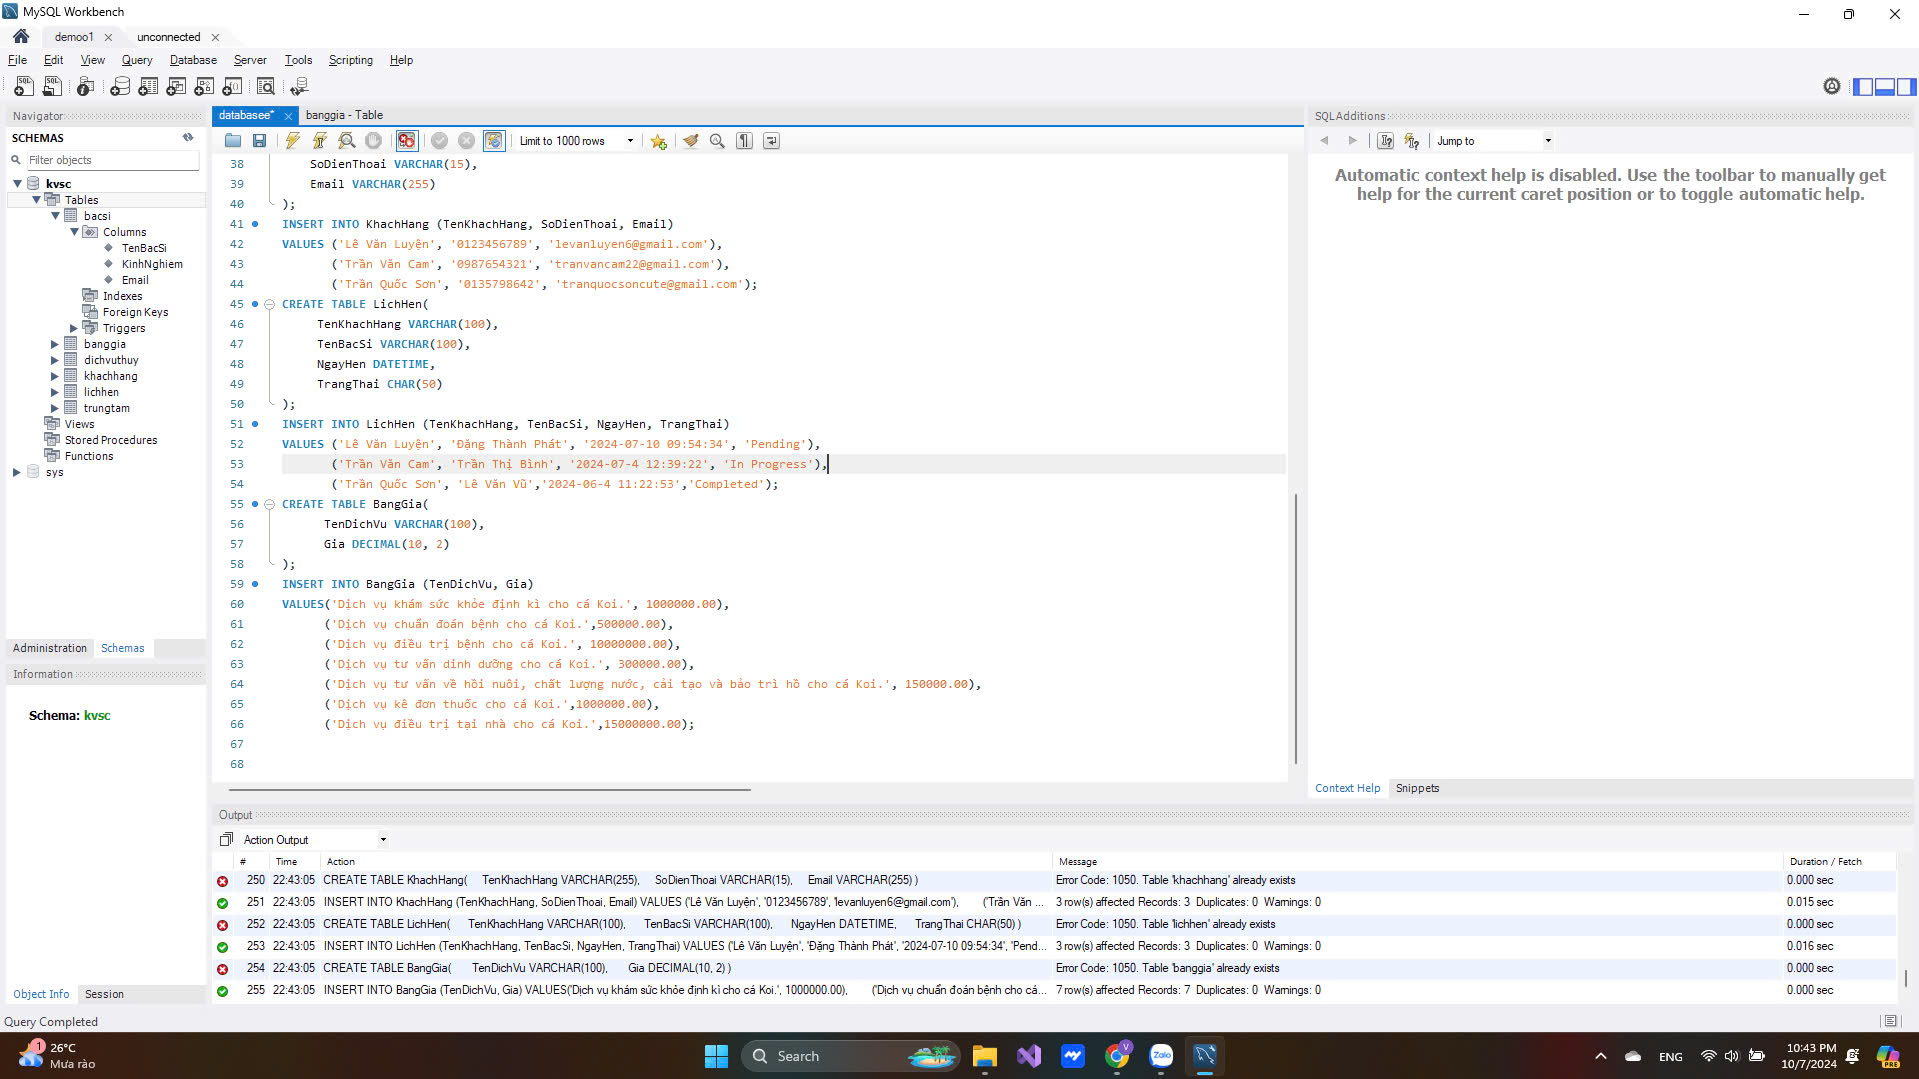 MySQL Workbench
demoo1
unconnected
File Edit View Query Database Server Tools Scripting Help
Navigator
SCHEMAS
Filter objects
kvsc
Tables
bacsi
Columns
TenBacSi
KinhNghiem
Email
Indexes
Foreign Keys
Triggers
banggia
dichvuthuy
khachhang
lichhen
trungtam
Views
Stored Procedures
Functions
sys
Administration Schemas
Information
Schema: kvsc
Object Info Session
databasee* banggia - Table
Limit to 1000 rows
38 SoDienThoai VARCHAR(15),
39 Email VARCHAR(255)
40 );
41 INSERT INTO KhachHang (TenKhachHang, SoDienThoai, Email)
42 VALUES ('Lê Văn Luyện', '0123456789', 'levanluyen6@gmail.com'),
43 ('Trần Văn Cam', '0987654321', 'tranvancam22@gmail.com'),
44 ('Trần Quốc Sơn', '0135798642', 'tranquocsoncute@gmail.com');
45 CREATE TABLE LichHen(
46 TenKhachHang VARCHAR(100),
47 TenBacSi VARCHAR(100),
48 NgayHen DATETIME,
49 TrangThai CHAR(50)
50 );
51 INSERT INTO LichHen (TenKhachHang, TenBacSi, NgayHen, TrangThai)
52 VALUES ('Lê Văn Luyện', 'Đặng Thành Phát', '2024-07-10 09:54:34', 'Pending'),
53 ('Trần Văn Cam', 'Trần Thị Bình', '2024-07-4 12:39:22', 'In Progress'),
54 ('Trần Quốc Sơn', 'Lê Văn Vũ','2024-06-4 11:22:53','Completed');
55 CREATE TABLE BangGia(
56 TenDichVu VARCHAR(100),
57 Gia DECIMAL(10, 2)
58 );
59 INSERT INTO BangGia (TenDichVu, Gia)
60 VALUES('Dịch vụ khám sức khỏe định kì cho cá Koi.', 1000000.00),
61 ('Dịch vụ chuẩn đoán bệnh cho cá Koi.',500000.00),
62 ('Dịch vụ điều trị bệnh cho cá Koi.', 10000000.00),
63 ('Dịch vụ tư vấn dinh dưỡng cho cá Koi.', 300000.00),
64 ('Dịch vụ tư vấn về hồi nuôi, chất lượng nước, cải tạo và bảo trì hồ cho cá Koi.', 150000.00),
65 ('Dịch vụ kê đơn thuốc cho cá Koi.',1000000.00),
66 ('Dịch vụ điều trị tại nhà cho cá Koi.',15000000.00);
67
68
SQLAdditions
Jump to
Automatic context help is disabled. Use the toolbar to manually get
help for the current caret position or to toggle automatic help.
Context Help Snippets
Output
Action Output
# Time Action Message Duration / Fetch
250 22:43:05 CREATE TABLE KhachHang( TenKhachHang VARCHAR(255), SoDienThoai VARCHAR(15), Email VARCHAR(255) ) Error Code: 1050. Table 'khachhang' already exists 0.000 sec
251 22:43:05 INSERT INTO KhachHang (TenKhachHang, SoDienThoai, Email) VALUES ('Lê Văn Luyện', '0123456789', 'levanluyen6@gmail.com'), ('Trần Văn ... 3 row(s) affected Records: 3 Duplicates: 0 Warnings: 0 0.015 sec
252 22:43:05 CREATE TABLE LichHen( TenKhachHang VARCHAR(100), TenBacSi VARCHAR(100), NgayHen DATETIME, TrangThai CHAR(50) ) Error Code: 1050. Table 'lichhen' already exists 0.000 sec
253 22:43:05 INSERT INTO LichHen (TenKhachHang, TenBacSi, NgayHen, TrangThai) VALUES ('Lê Văn Luyện', 'Đặng Thành Phát', '2024-07-10 09:54:34', 'Pend... 3 row(s) affected Records: 3 Duplicates: 0 Warnings: 0 0.016 sec
254 22:43:05 CREATE TABLE BangGia( TenDichVu VARCHAR(100), Gia DECIMAL(10, 2) ) Error Code: 1050. Table 'banggia' already exists 0.000 sec
255 22:43:05 INSERT INTO BangGia (TenDichVu, Gia) VALUES('Dịch vụ khám sức khỏe định kì cho cá Koi.', 1000000.00), ('Dịch vụ chuẩn đoán bệnh cho cá... 7 row(s) affected Records: 7 Duplicates: 0 Warnings: 0 0.000 sec
Query Completed
1
26°C
Mưa rào
Search
Zalo
V
ENG
10:43 PM
10/7/2024
PRE